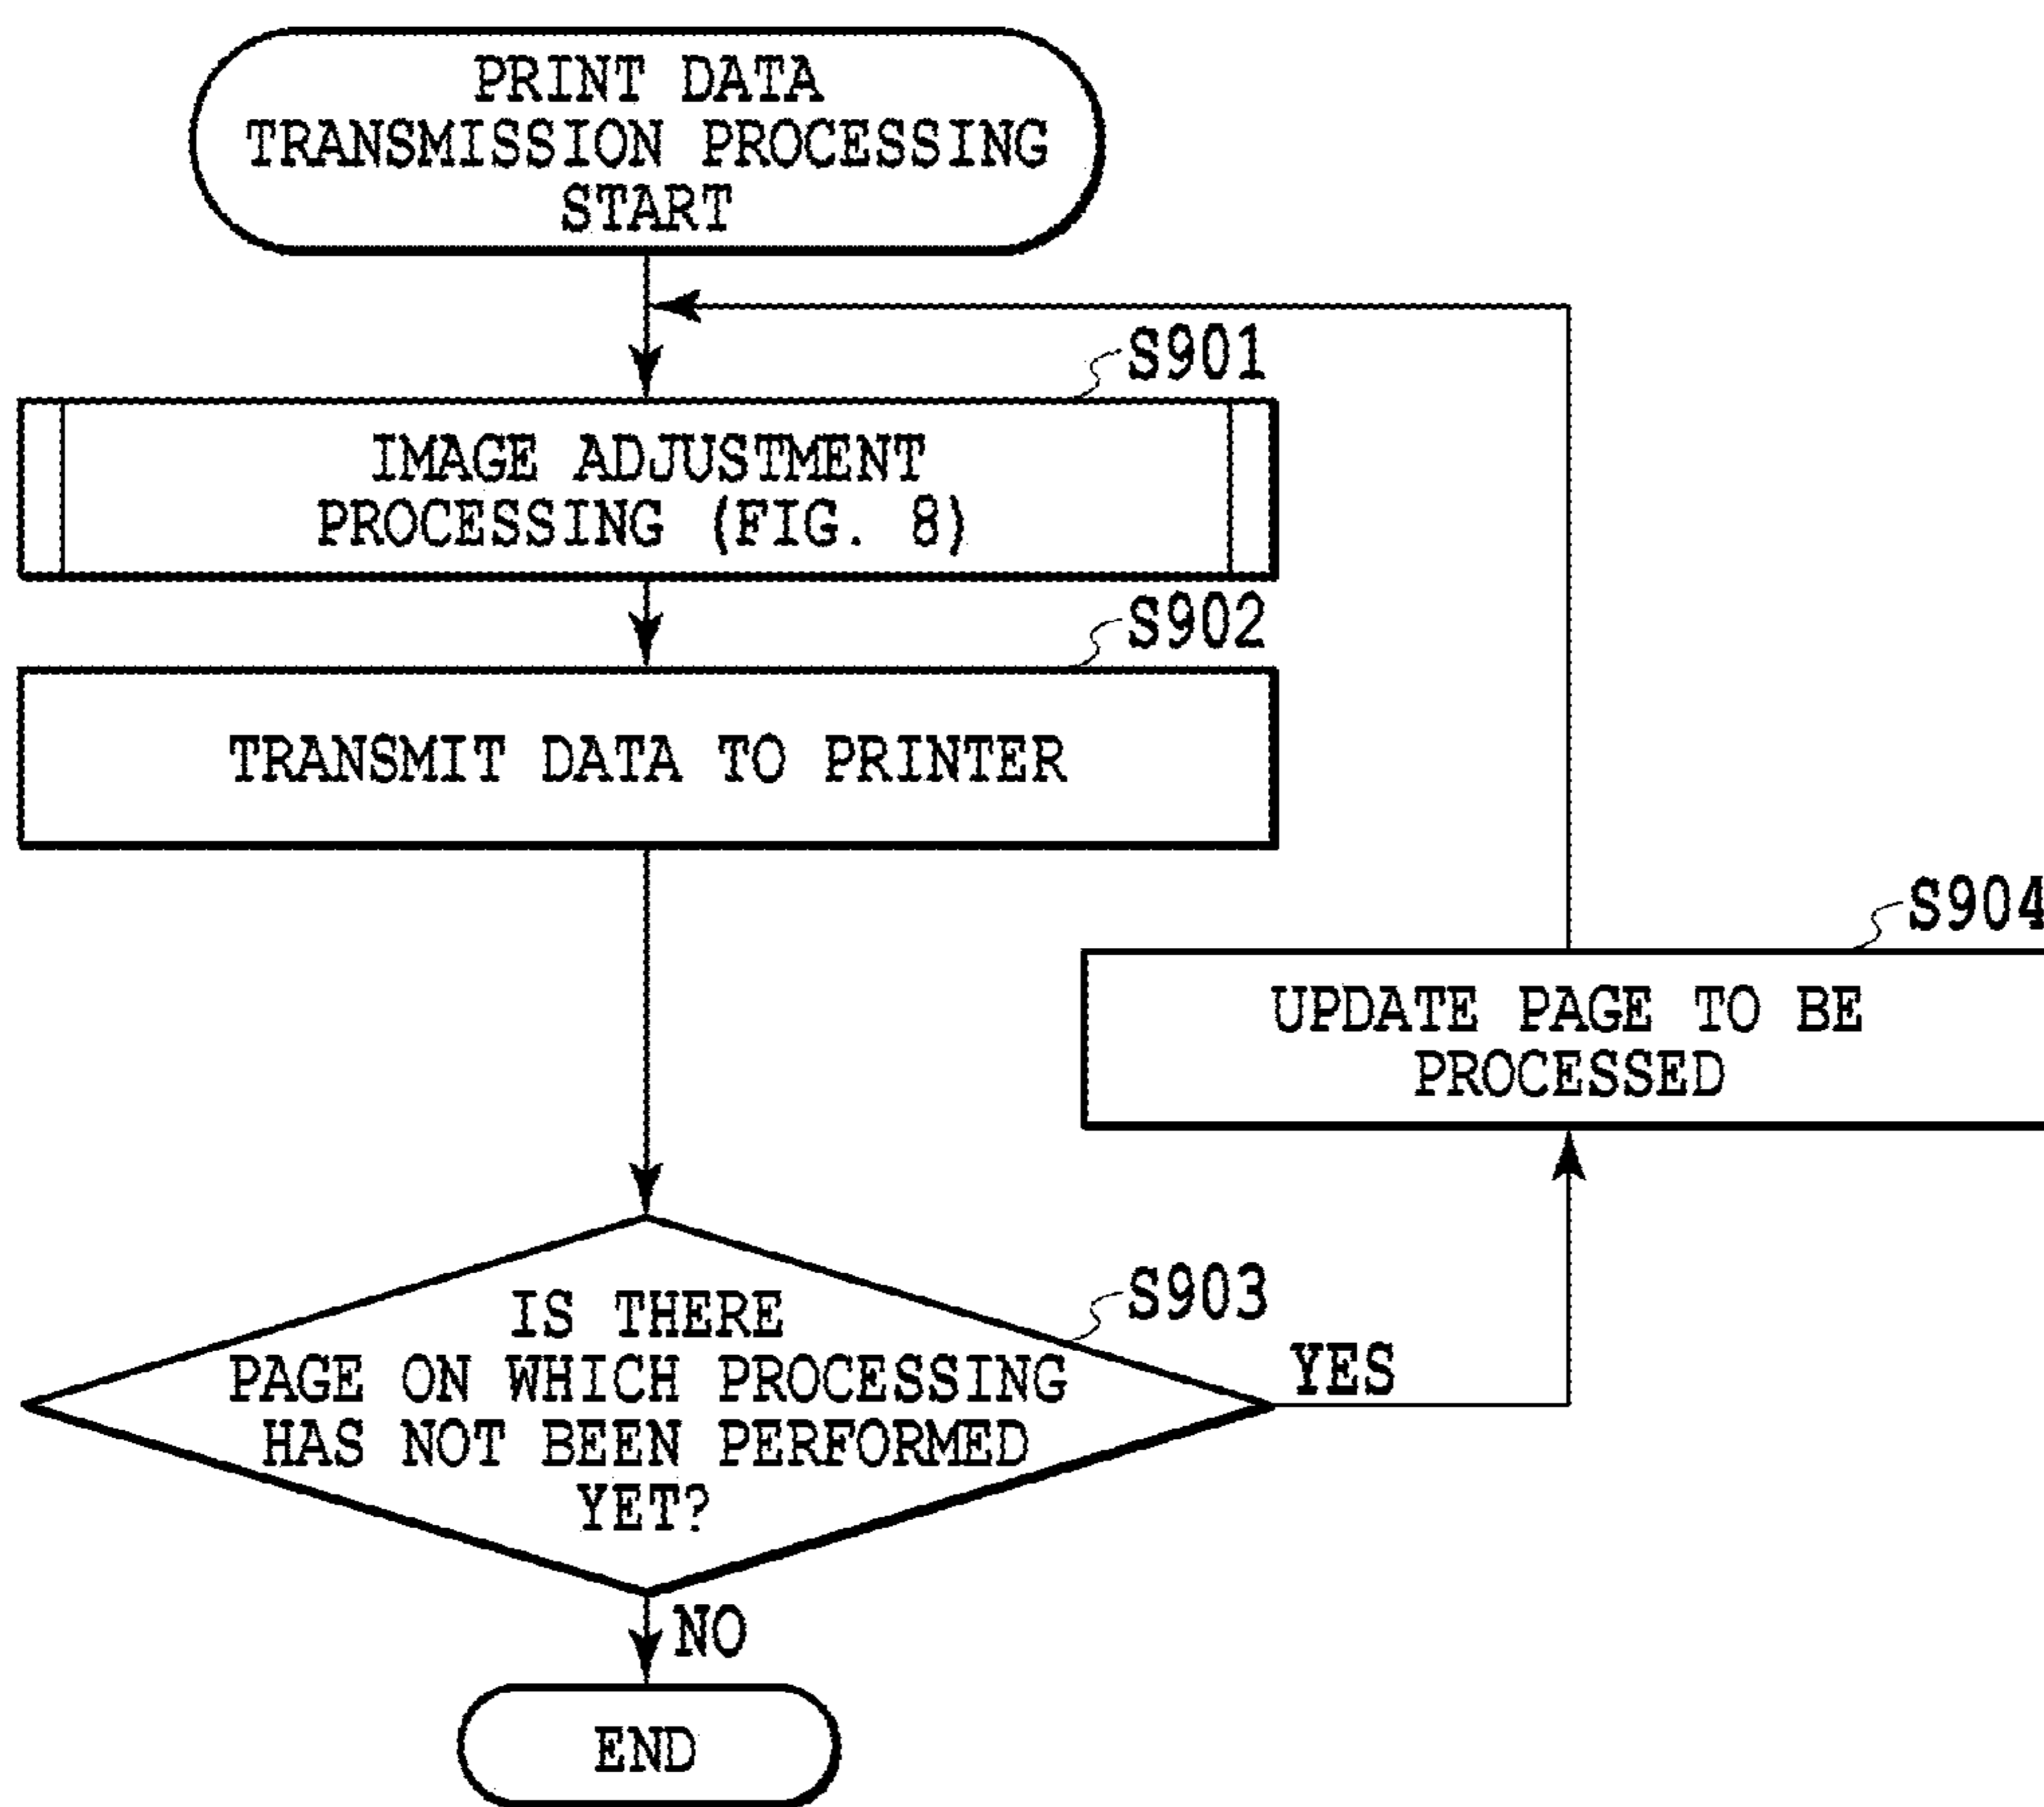 PRINT DATA
TRANSMISSION PROCESSING
START
S901
IMAGE ADJUSTMENT
PROCESSING (FIG. 8)
S902
TRANSMIT DATA TO PRINTER
S904
UPDATE PAGE TO BE
PROCESSED
S903
IS THERE
PAGE ON WHICH PROCESSING
HAS NOT BEEN PERFORMED
YET?
YES
NO
END